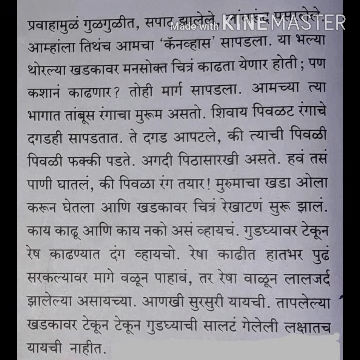 प्रवाहामुळं गुळगुळीत, सपाट झालेले,
Made with KINEMASTER
आम्हांला तिथंच आमचा ‘कॅनव्हास’ सापडला. या भल्या
थोरल्या खडकावर मनसोक्त चित्रं काढता येणार होती; पण
कशानं काढणार? तोही मार्ग सापडला. आमच्या त्या
भागात तांबूस रंगाचा मुरूम असतो. शिवाय पिवळट रंगाचे
दगडही सापडतात. ते दगड आपटले, की त्याची पिवळी
पिवळी फक्की पडते. अगदी पिठासारखी असते. हवं तसं
पाणी घातलं, की पिवळा रंग तयार! मुरुमाचा खडा ओला
करून घेतला आणि खडकावर चित्रं रेखाटणं सुरू झालं.
काय काढू आणि काय नको असं व्हायचं. गुडघ्यावर टेकून
रेष काढण्यात दंग व्हायचो. रेषा काढीत हातभर पुढं
सरकल्यावर मागे वळून पाहावं, तर रेषा वाळून लालजर्द
झालेल्या असायच्या. आणखी सुरसुरी यायची. तापलेल्या
खडकावर टेकून टेकून गुडघ्याची सालटं गेलेली लक्षातच
यायची नाहीत.